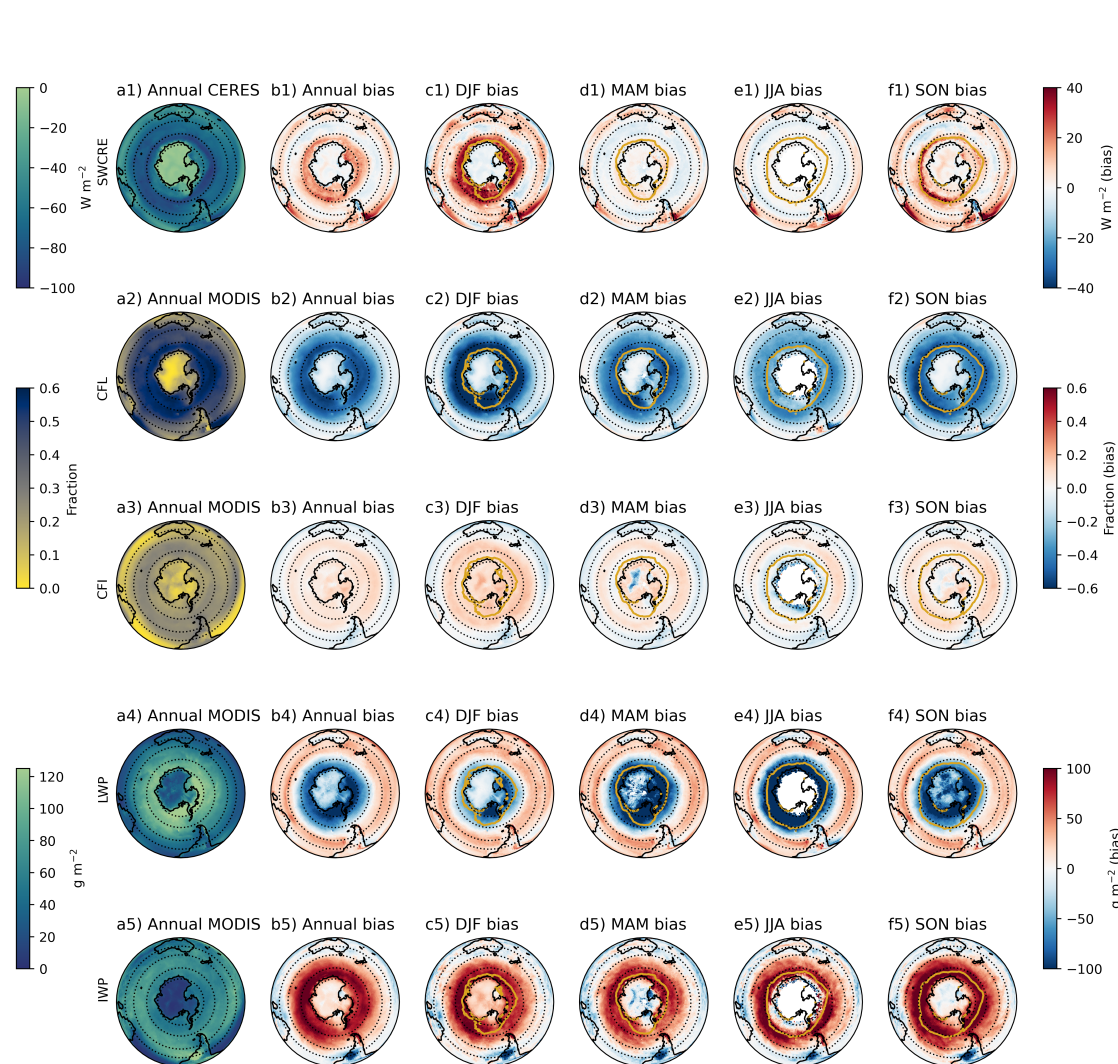 a1) Annual CERES b1) Annual bias c1) DJF bias d1) MAM bias e1) JJA bias f1) SON bias
0
−20
−40
−60
−80
−100
W m−2
SWCRE
40
20
0
−20
−40
W m−2 (bias)
a2) Annual MODIS b2) Annual bias c2) DJF bias d2) MAM bias e2) JJA bias f2) SON bias
CFL
0.6
0.5
0.4
0.3
0.2
0.1
0.0
Fraction
0.6
0.4
0.2
0.0
−0.2
−0.4
−0.6
Fraction (bias)
a3) Annual MODIS b3) Annual bias c3) DJF bias d3) MAM bias e3) JJA bias f3) SON bias
CFI
a4) Annual MODIS b4) Annual bias c4) DJF bias d4) MAM bias e4) JJA bias f4) SON bias
LWP
120
100
80
60
40
20
0
g m−2
100
50
0
−50
−100
g m−2 (bias)
a5) Annual MODIS b5) Annual bias c5) DJF bias d5) MAM bias e5) JJA bias f5) SON bias
IWP